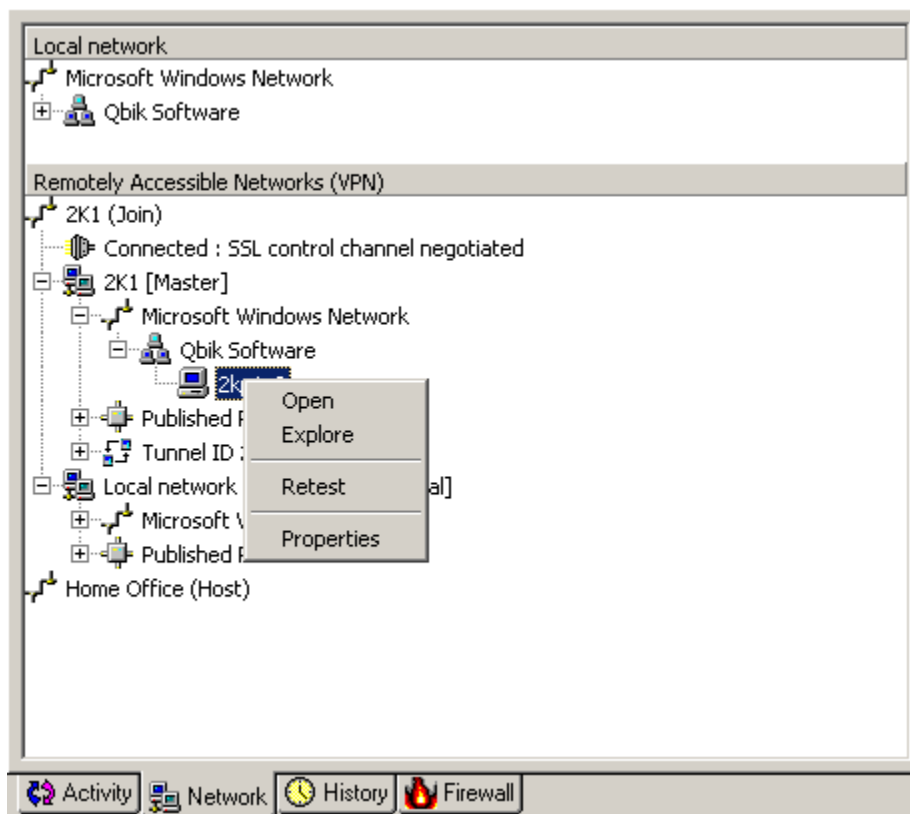 Local network
Microsoft Windows Network
Qbik Software
Remotely Accessible Networks (VPN)
2K1 (Join)
Connected : SSL control channel negotiated
2K1 [Master]
Microsoft Windows Network
Qbik Software
Open
Published
Explore
Tunnel ID
Local network
Retest
Microsoft
Properties
Published
Home Office (Host)
Activity Network History Firewall